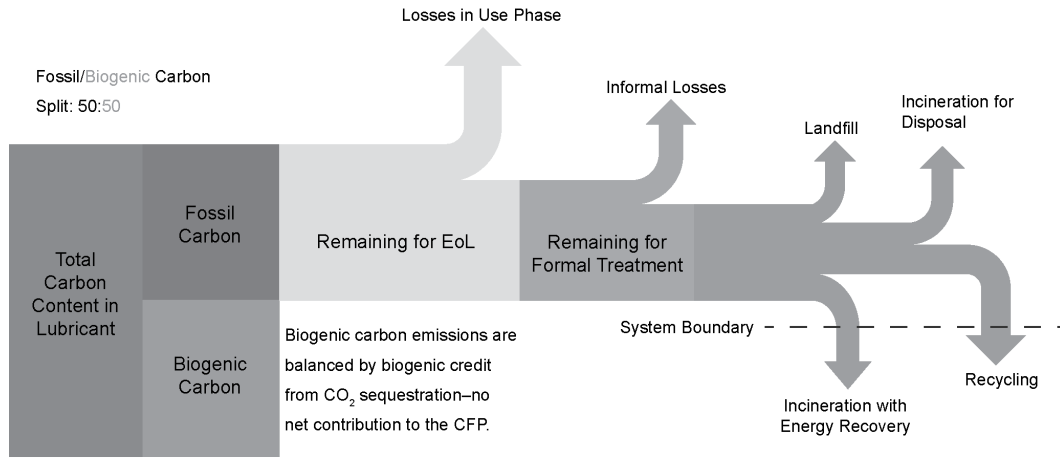 Losses in Use Phase
Fossil/Biogenic Carbon
Split: 50:50
Informal Losses
Incineration for
Disposal
Landfill
Fossil
Carbon
Total
Carbon
Content in
Lubricant
Remaining for EoL
Remaining for
Formal Treatment
Biogenic
Carbon
Biogenic carbon emissions are
balanced by biogenic credit
from CO₂ sequestration–no
net contribution to the CFP.
System Boundary
Recycling
Incineration with
Energy Recovery